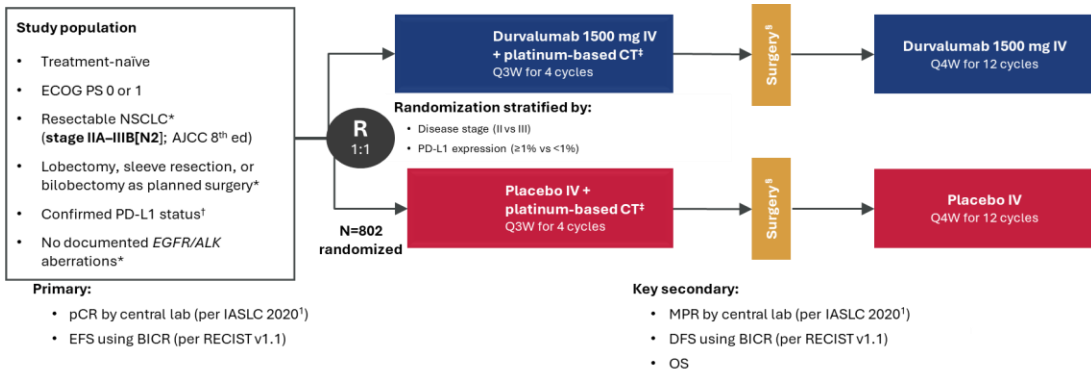 Study population
• Treatment-naïve
• ECOG PS 0 or 1
• Resectable NSCLC*
(stage IIA–IIIB[N2]; AJCC 8th ed)
• Lobectomy, sleeve resection, or
bilobectomy as planned surgery*
• Confirmed PD-L1 status†
• No documented EGFR/ALK
aberrations*
R
1:1
N=802
randomized
Durvalumab 1500 mg IV
+ platinum-based CT‡
Q3W for 4 cycles
Surgery§
Durvalumab 1500 mg IV
Q4W for 12 cycles
Randomization stratified by:
• Disease stage (II vs III)
• PD-L1 expression (≥1% vs <1%)
Placebo IV +
platinum-based CT‡
Q3W for 4 cycles
Surgery§
Placebo IV
Q4W for 12 cycles
Primary:
• pCR by central lab (per IASLC 2020¹)
• EFS using BICR (per RECIST v1.1)
Key secondary:
• MPR by central lab (per IASLC 2020¹)
• DFS using BICR (per RECIST v1.1)
• OS